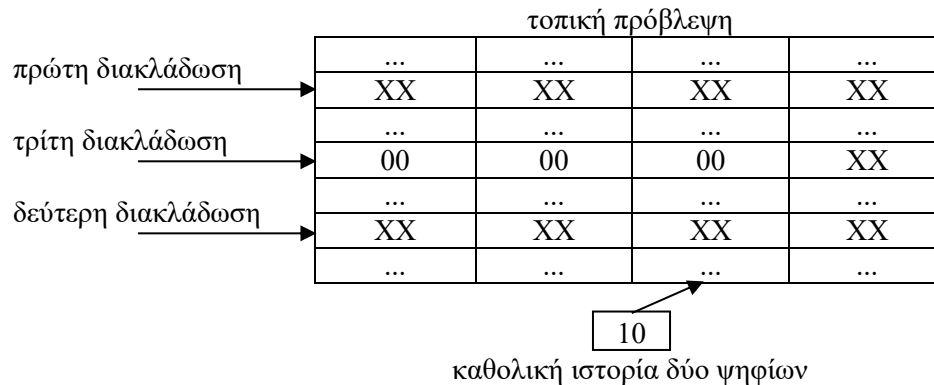 τοπική πρόβλεψη
... ... ... ...
πρώτη διακλάδωση XX XX XX XX
... ... ... ...
τρίτη διακλάδωση 00 00 00 XX
... ... ... ...
δεύτερη διακλάδωση XX XX XX XX
... ... ... ...
10
καθολική ιστορία δύο ψηφίων